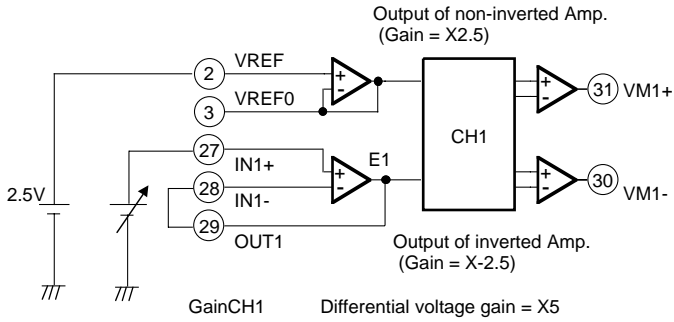 Output of non-inverted Amp.
(Gain = X2.5)
2 VREF
+
-
3 VREF0
CH1
+
-
31 VM1+
27 IN1+
E1
+
-
28 IN1-
+
-
30 VM1-
2.5V
29 OUT1
Output of inverted Amp.
(Gain = X-2.5)
GainCH1 Differential voltage gain = X5